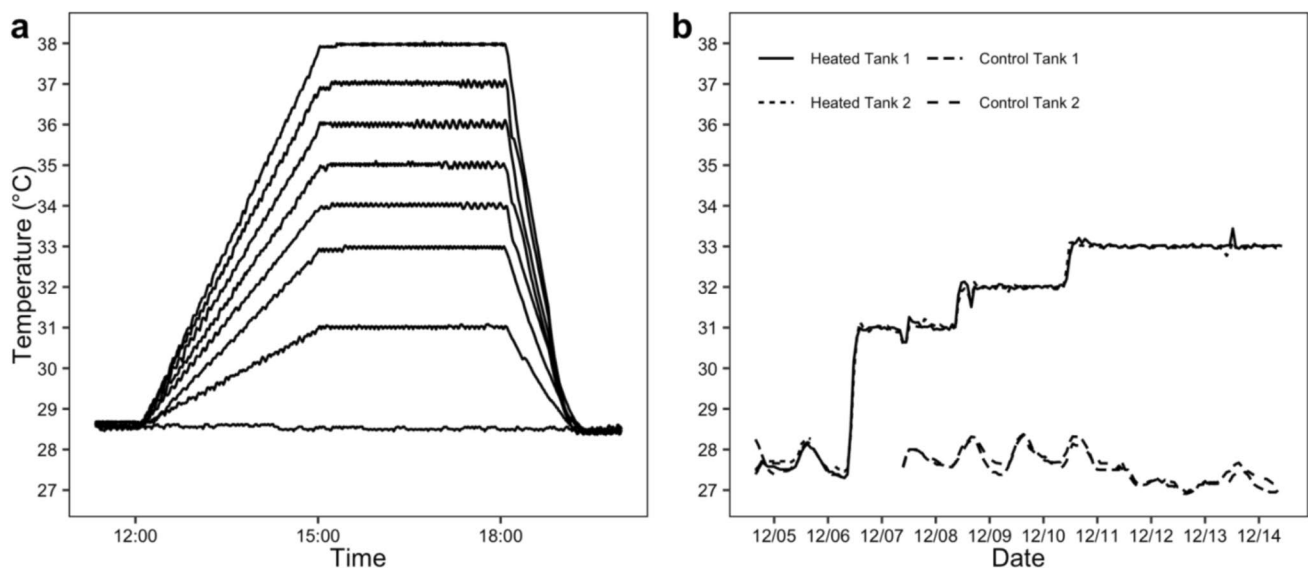 a
38
37
36
35
34
33
32
31
30
29
28
27
Temperature (°C)
12:00 15:00 18:00
Time
b
Heated Tank 1 Control Tank 1
Heated Tank 2 Control Tank 2
38
37
36
35
34
33
32
31
30
29
28
27
12/05 12/06 12/07 12/08 12/09 12/10 12/11 12/12 12/13 12/14
Date